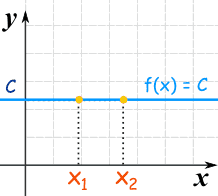 y
C f(x) = C
x₁ x₂ x